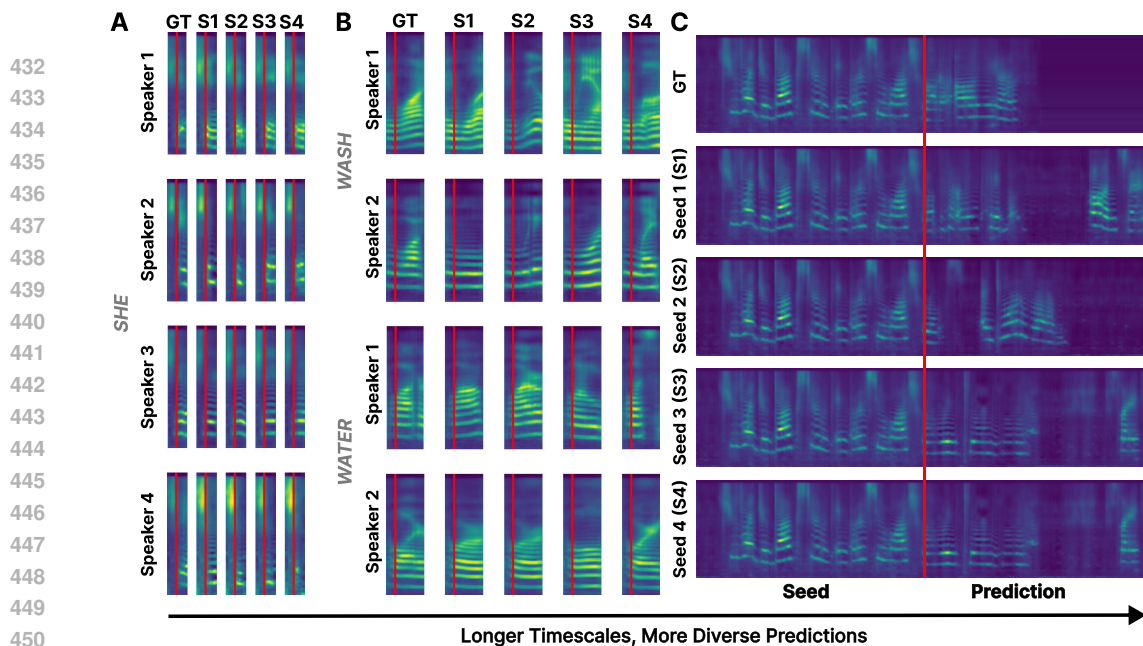 A
GT S1 S2 S3 S4
B
GT S1 S2 S3 S4
C
432
433
434
435
436
437
438
439
440
441
442
443
444
445
446
447
448
449
450
SHE
Speaker 1
Speaker 2
Speaker 3
Speaker 4
WASH
Speaker 1
Speaker 2
WATER
Speaker 1
Speaker 2
GT
Seed 1 (S1)
Seed 2 (S2)
Seed 3 (S3)
Seed 4 (S4)
Seed Prediction
Longer Timescales, More Diverse Predictions